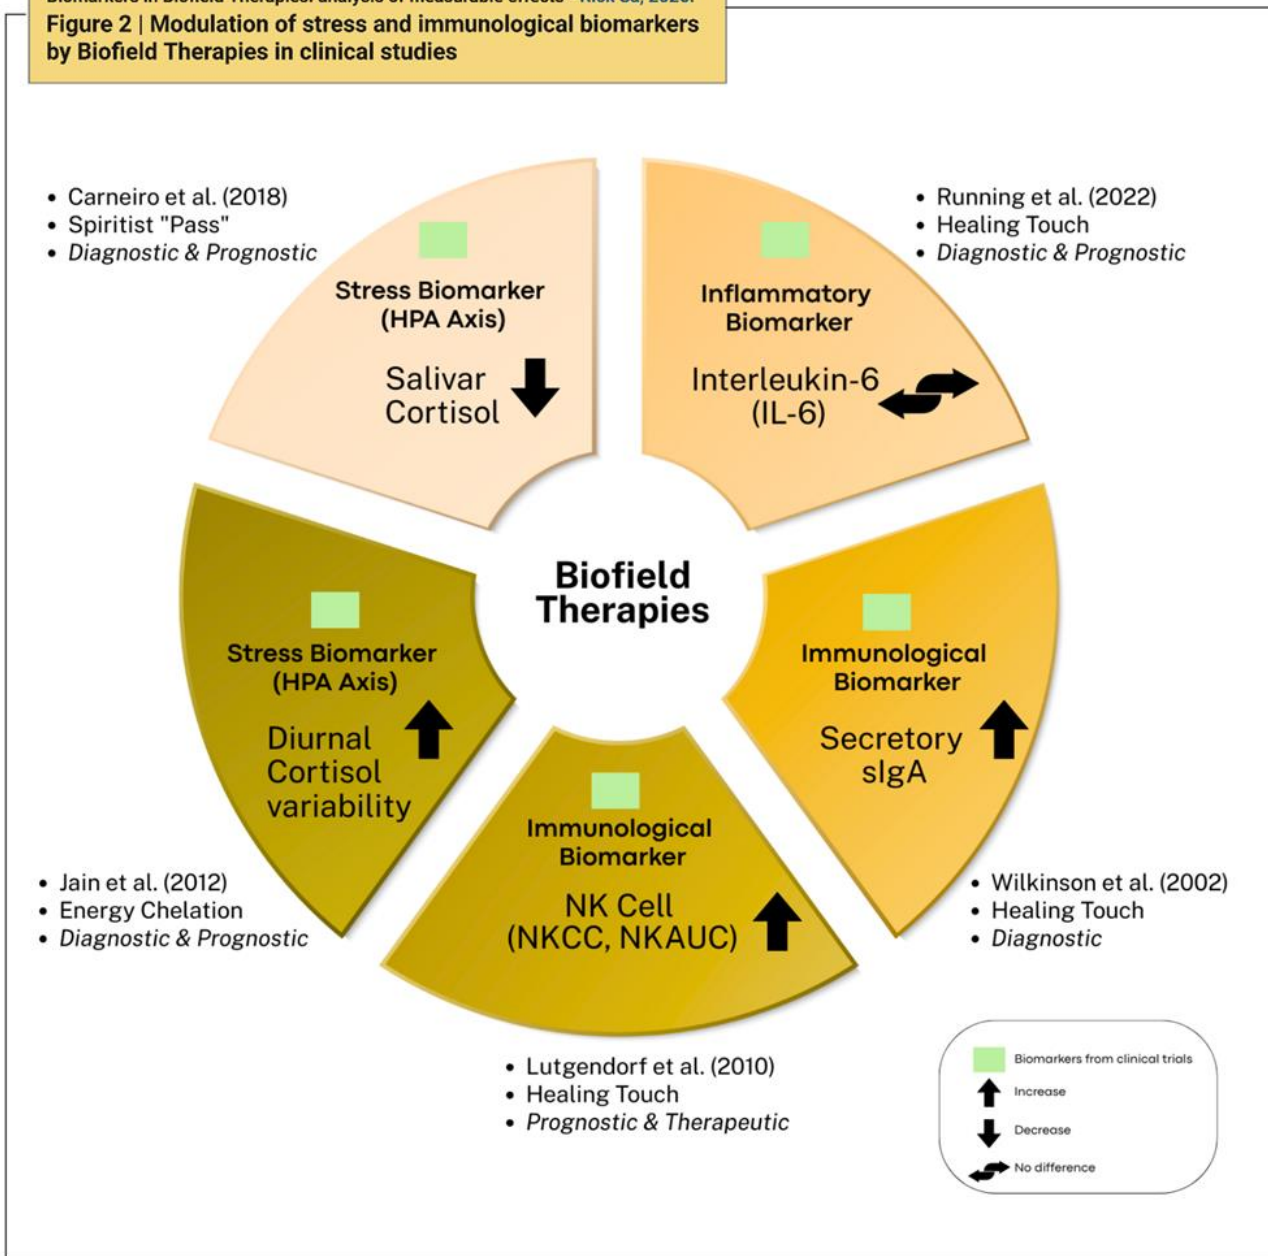 Figure 2 | Modulation of stress and immunological biomarkers
by Biofield Therapies in clinical studies
• Carneiro et al. (2018)
• Spiritist "Pass"
• Diagnostic & Prognostic
• Running et al. (2022)
• Healing Touch
• Diagnostic & Prognostic
Stress Biomarker
(HPA Axis)
Salivar
Cortisol
Inflammatory
Biomarker
Interleukin-6
(IL-6)
Biofield
Therapies
Stress Biomarker
(HPA Axis)
Diurnal
Cortisol
variability
Immunological
Biomarker
Secretory
sIgA
Immunological
Biomarker
NK Cell
(NKCC, NKAUC)
• Jain et al. (2012)
• Energy Chelation
• Diagnostic & Prognostic
• Wilkinson et al. (2002)
• Healing Touch
• Diagnostic
• Lutgendorf et al. (2010)
• Healing Touch
• Prognostic & Therapeutic
Biomarkers from clinical trials
Increase
Decrease
No difference